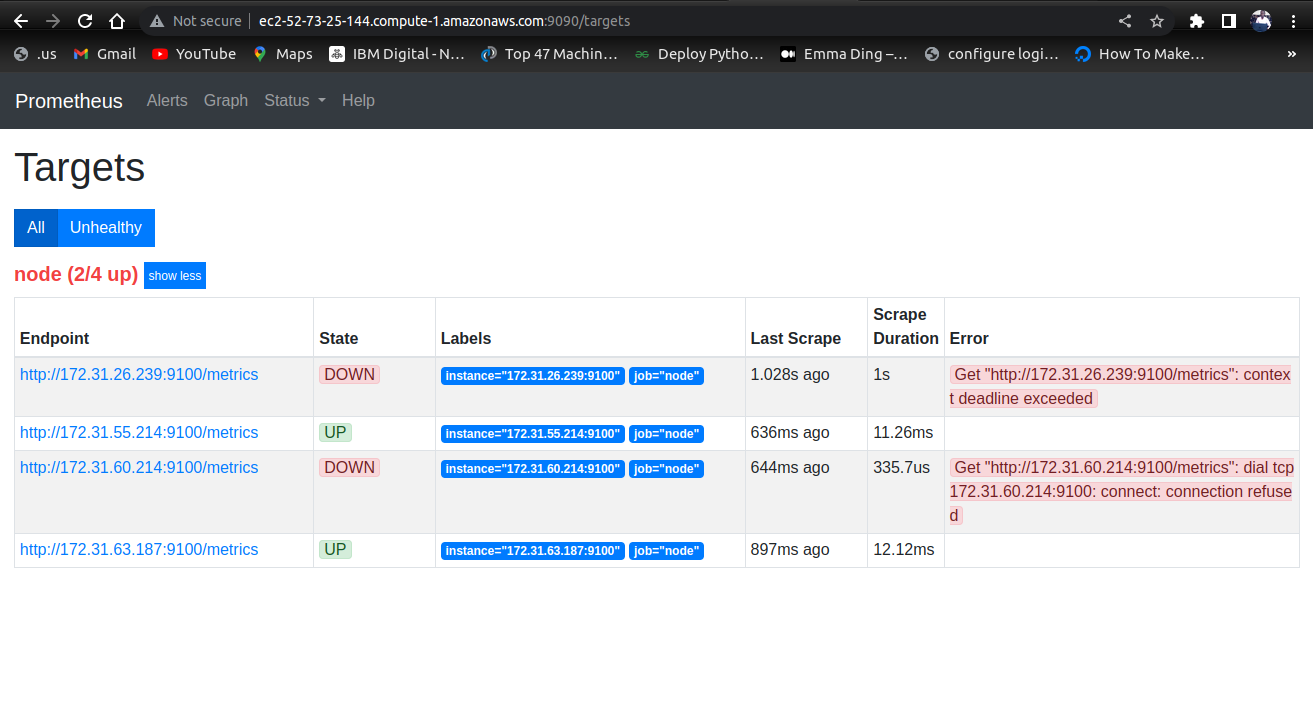 Not secure | ec2-52-73-25-144.compute-1.amazonaws.com:9090/targets
.us Gmail YouTube Maps IBM Digital - N... Top 47 Machin... Deploy Pytho... Emma Ding –... configure logi... How To Make... »
Prometheus Alerts Graph Status Help
Targets
All Unhealthy
node (2/4 up) show less
Scrape
Endpoint State Labels Last Scrape Duration Error
http://172.31.26.239:9100/metrics DOWN instance="172.31.26.239:9100" job="node" 1.028s ago 1s Get "http://172.31.26.239:9100/metrics": contex
t deadline exceeded
http://172.31.55.214:9100/metrics UP instance="172.31.55.214:9100" job="node" 636ms ago 11.26ms
http://172.31.60.214:9100/metrics DOWN instance="172.31.60.214:9100" job="node" 644ms ago 335.7us Get "http://172.31.60.214:9100/metrics": dial tcp
172.31.60.214:9100: connect: connection refuse
d
http://172.31.63.187:9100/metrics UP instance="172.31.63.187:9100" job="node" 897ms ago 12.12ms